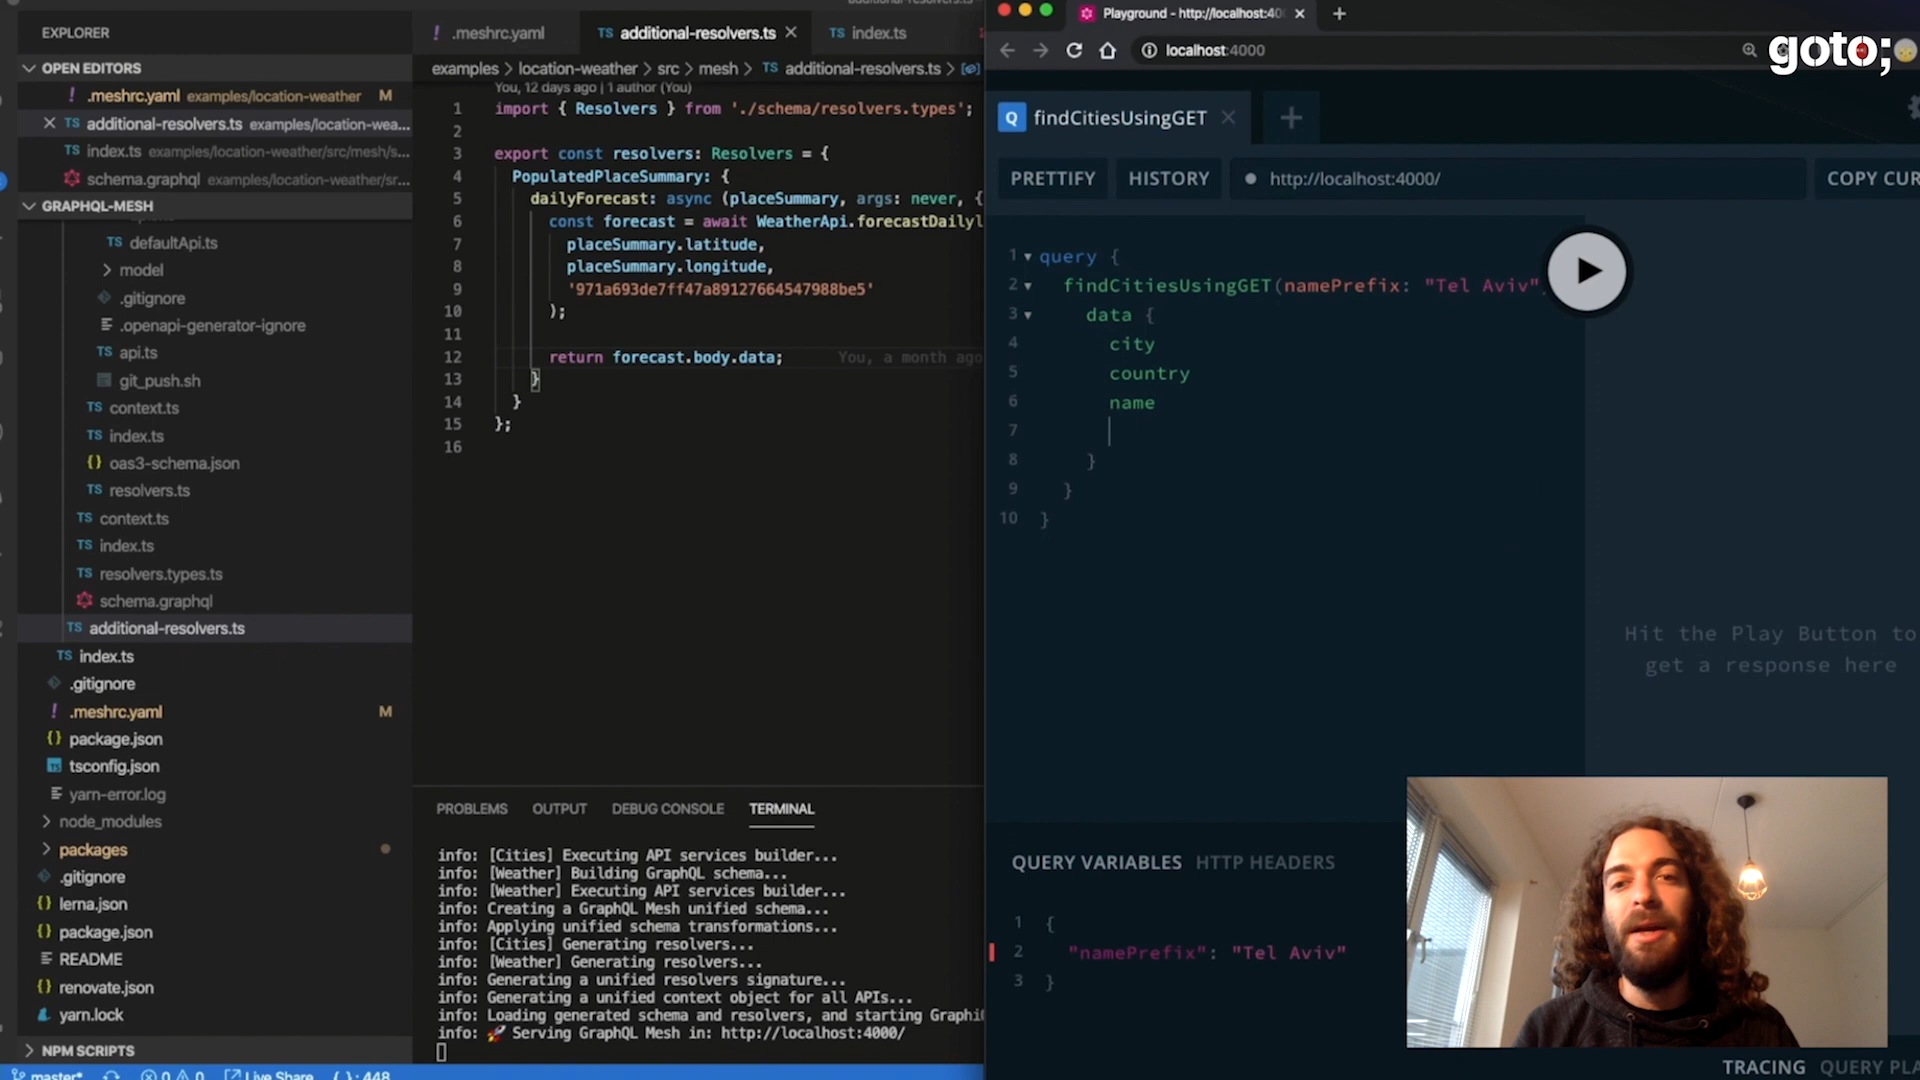 EXPLORER
OPEN EDITORS
! .meshrc.yaml examples/location-weather M
TS additional-resolvers.ts examples/location-wea...
TS index.ts examples/location-weather/src/mesh/s...
schema.graphql examples/location-weather/sr...
GRAPHQL-MESH
TS defaultApi.ts
model
.gitignore
.openapi-generator-ignore
TS api.ts
git_push.sh
TS context.ts
TS index.ts
{} oas3-schema.json
TS resolvers.ts
TS context.ts
TS index.ts
TS resolvers.types.ts
schema.graphql
TS additional-resolvers.ts
TS index.ts
.gitignore
! .meshrc.yaml M
{} package.json
TS tsconfig.json
yarn-error.log
node_modules
packages
.gitignore
{} lerna.json
{} package.json
README
{} renovate.json
yarn.lock
NPM SCRIPTS
master* 0 0 Live Share {.}: 448
! .meshrc.yaml TS additional-resolvers.ts TS index.ts
examples > location-weather > src > mesh > TS additional-resolvers.ts >
You, 12 days ago | 1 author (You)
1 import { Resolvers } from './schema/resolvers.types';
2
3 export const resolvers: Resolvers = {
4 PopulatedPlaceSummary: {
5 dailyForecast: async (placeSummary, args: never, {
6 const forecast = await WeatherApi.forecastDailyl
7 placeSummary.latitude,
8 placeSummary.longitude,
9 '971a693de7ff47a89127664547988be5'
10 );
11
12 return forecast.body.data; You, a month ago
13 }
14 }
15 };
16
PROBLEMS OUTPUT DEBUG CONSOLE TERMINAL
info: [Cities] Executing API services builder...
info: [Weather] Building GraphQL schema...
info: [Weather] Executing API services builder...
info: Creating a GraphQL Mesh unified schema...
info: Applying unified schema transformations...
info: [Cities] Generating resolvers...
info: [Weather] Generating resolvers...
info: Generating a unified resolvers signature...
info: Generating a unified context object for all APIs...
info: Loading generated schema and resolvers, and starting Graphi
info: 🚀 Serving GraphQL Mesh in: http://localhost:4000/
Playground - http://localhost:40
localhost:4000
goto;
Q findCitiesUsingGET
PRETTIFY HISTORY http://localhost:4000/ COPY CUR
1 query {
2 findCitiesUsingGET(namePrefix: "Tel Aviv"
3 data {
4 city
5 country
6 name
7
8 }
9 }
10 }
Hit the Play Button to
get a response here
QUERY VARIABLES HTTP HEADERS
1 {
2 "namePrefix": "Tel Aviv"
3 }
TRACING QUERY PLA